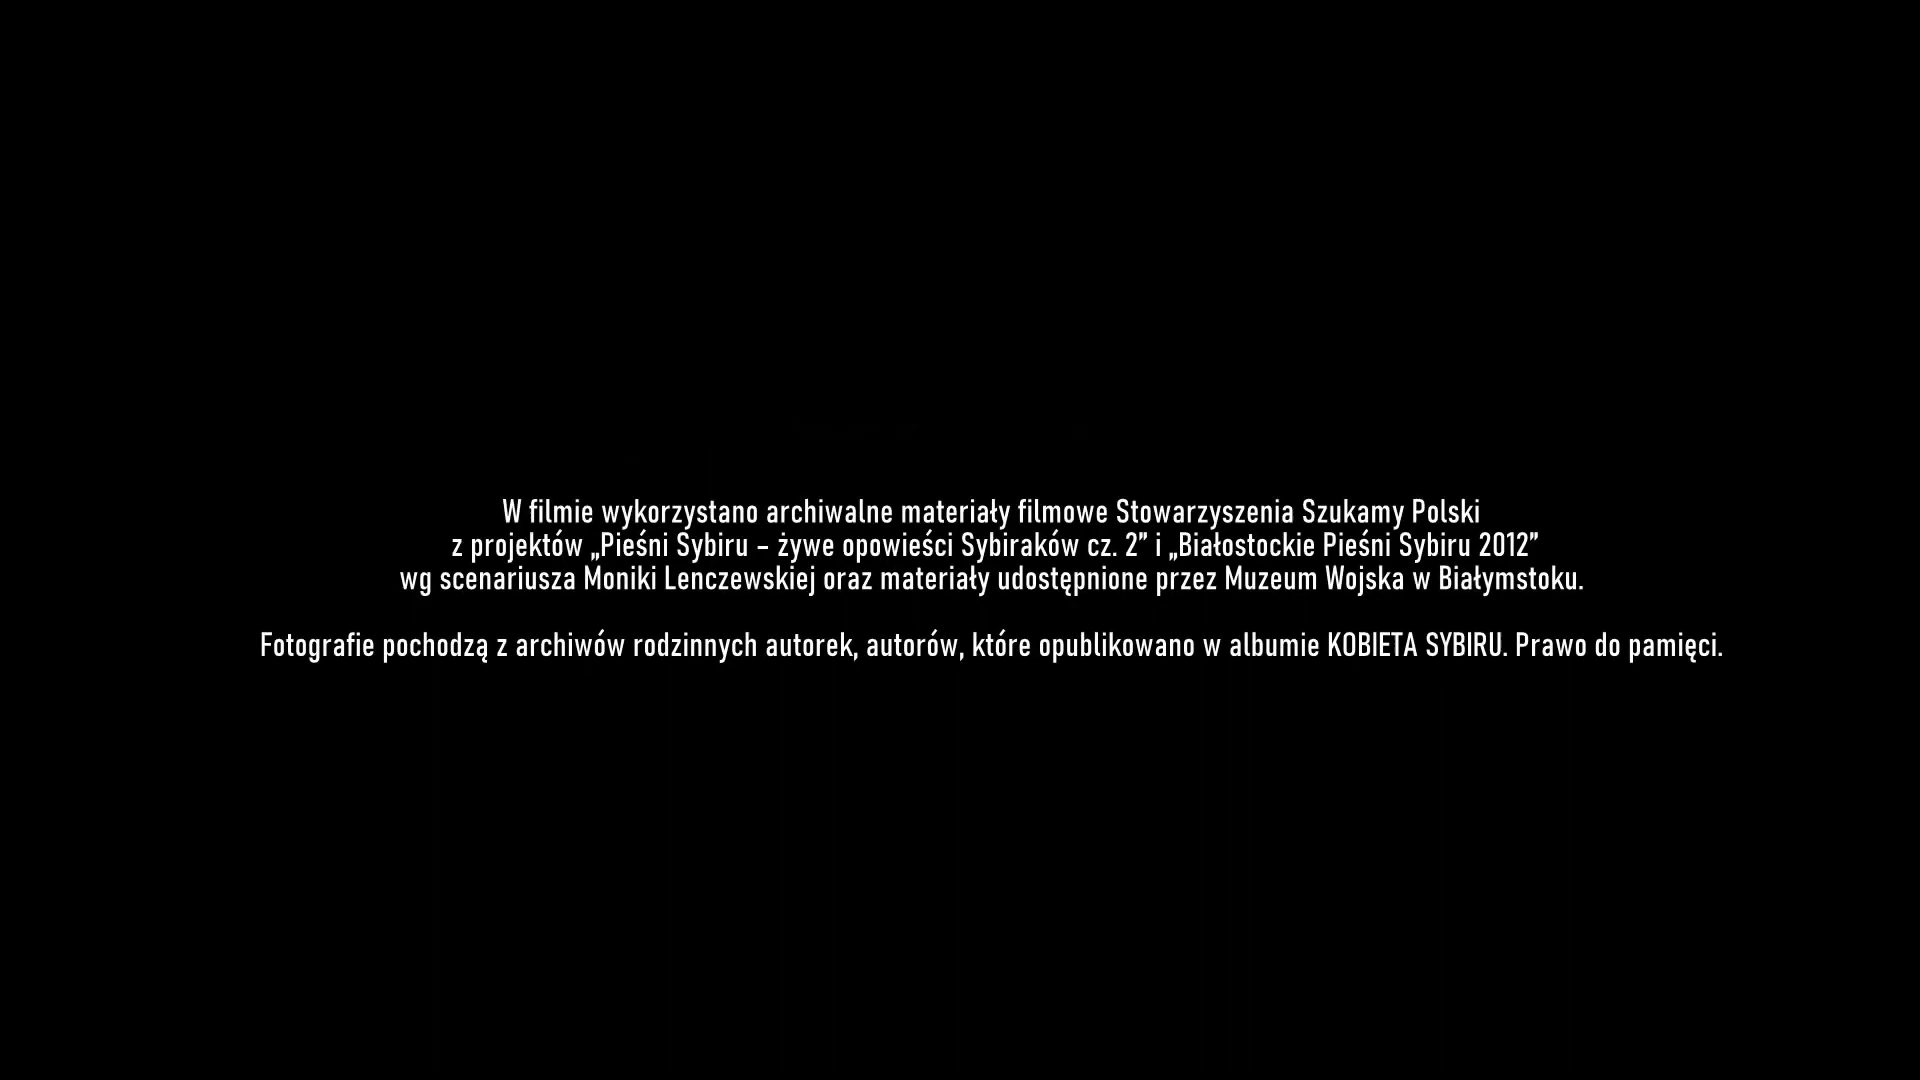 W filmie wykorzystano archiwalne materiały filmowe Stowarzyszenia Szukamy Polski
z projektów „Pieśni Sybiru – żywe opowieści Sybiraków cz. 2” i „Białostockie Pieśni Sybiru 2012”
wg scenariusza Moniki Lenczewskiej oraz materiały udostępnione przez Muzeum Wojska w Białymstoku.
Fotografie pochodzą z archiwów rodzinnych autorek, autorów, które opublikowano w albumie KOBIETA SYBIRU. Prawo do pamięci.